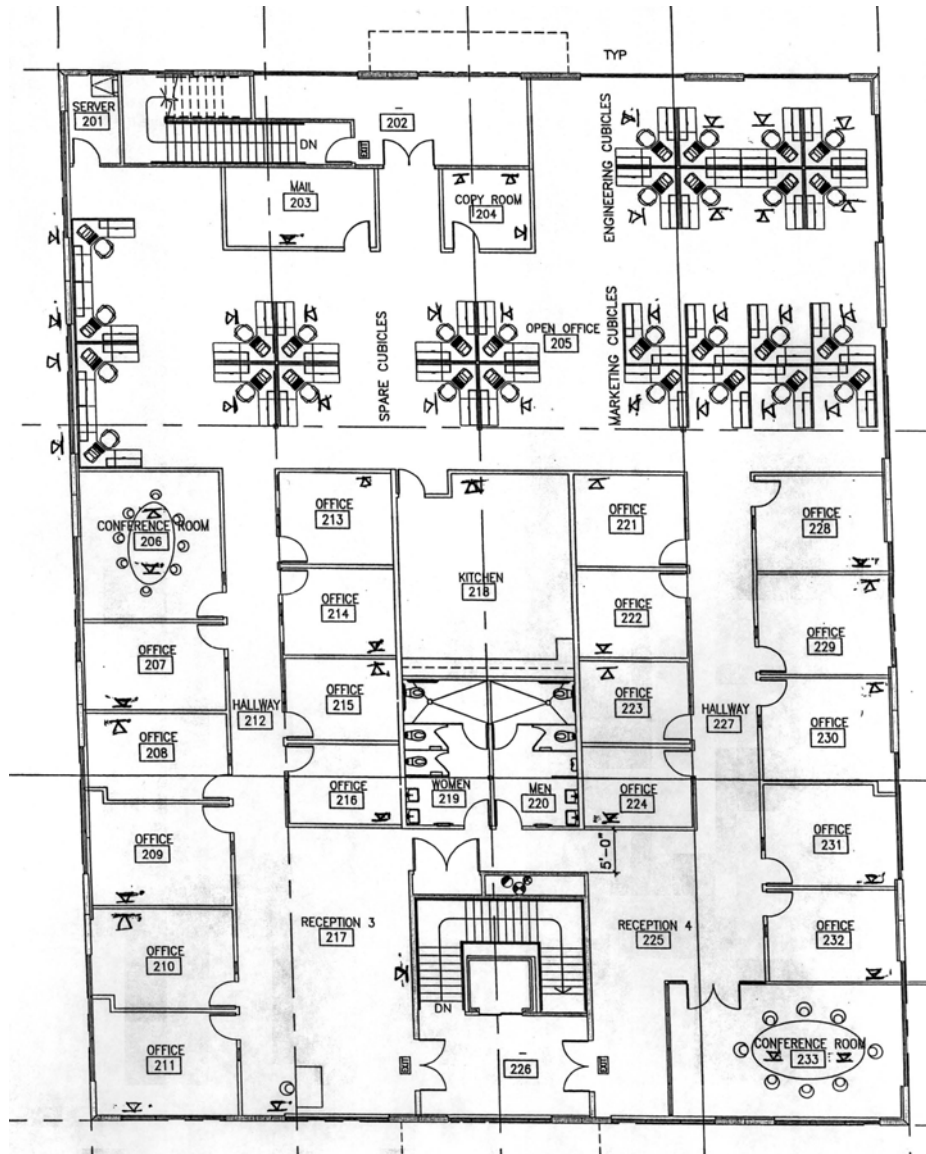 TYP
SERVER
201
DN
EXIT
202
MAIL
203
COPY ROOM
204
ENGINEERING CUBICLES
SPARE CUBICLES
OPEN OFFICE
205
MARKETING CUBICLES
CONFERENCE ROOM
206
OFFICE
207
OFFICE
208
OFFICE
209
OFFICE
210
OFFICE
211
HALLWAY
212
OFFICE
213
OFFICE
214
OFFICE
215
OFFICE
216
RECEPTION 3
217
KITCHEN
218
WOMEN
219
MEN
220
OFFICE
221
OFFICE
222
OFFICE
223
OFFICE
224
5'-0"
RECEPTION 4
225
DN
EXIT
226
EXIT
HALLWAY
227
OFFICE
228
OFFICE
229
OFFICE
230
OFFICE
231
OFFICE
232
CONFERENCE ROOM
233